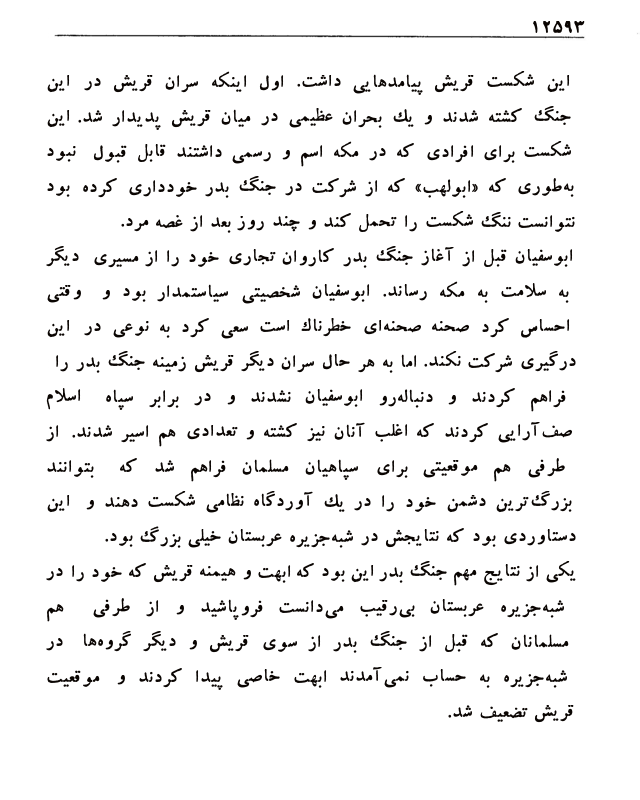 ۱۲۵۹۳
این شکست قریش پیامدهایی داشت. اول اینکه سران قریش در این
جنگ کشته شدند و یك بحران عظیمی در میان قریش پدیدار شد. این
شکست برای افرادی که در مکه اسم و رسمی داشتند قابل قبول نبود
به‌طوری که «ابولهب» که از شرکت در جنگ بدر خودداری کرده بود
نتوانست ننگ شکست را تحمل کند و چند روز بعد از غصه مرد.
ابوسفیان قبل از آغاز جنگ بدر کاروان تجاری خود را از مسیری دیگر
به سلامت به مکه رساند. ابوسفیان شخصیتی سیاستمدار بود و وقتی
احساس کرد صحنه صحنه‌ای خطرناك است سعی کرد به نوعی در این
درگیری شرکت نکند. اما به هر حال سران دیگر قریش زمینه جنگ بدر را
فراهم کردند و دنباله‌رو ابوسفیان نشدند و در برابر سپاه اسلام
صف‌آرایی کردند که اغلب آنان نیز کشته و تعدادی هم اسیر شدند. از
طرفی هم موقعیتی برای سپاهیان مسلمان فراهم شد که بتوانند
بزرگ‌ترین دشمن خود را در یك آوردگاه نظامی شکست دهند و این
دستاوردی بود که نتایجش در شبه‌جزیره عربستان خیلی بزرگ بود.
یکی از نتایج مهم جنگ بدر این بود که ابهت و هیمنه قریش که خود را در
شبه‌جزیره عربستان بی‌رقیب می‌دانست فروپاشید و از طرفی هم
مسلمانان که قبل از جنگ بدر از سوی قریش و دیگر گروه‌ها در
شبه‌جزیره به حساب نمی‌آمدند ابهت خاصی پیدا کردند و موقعیت
قریش تضعیف شد.